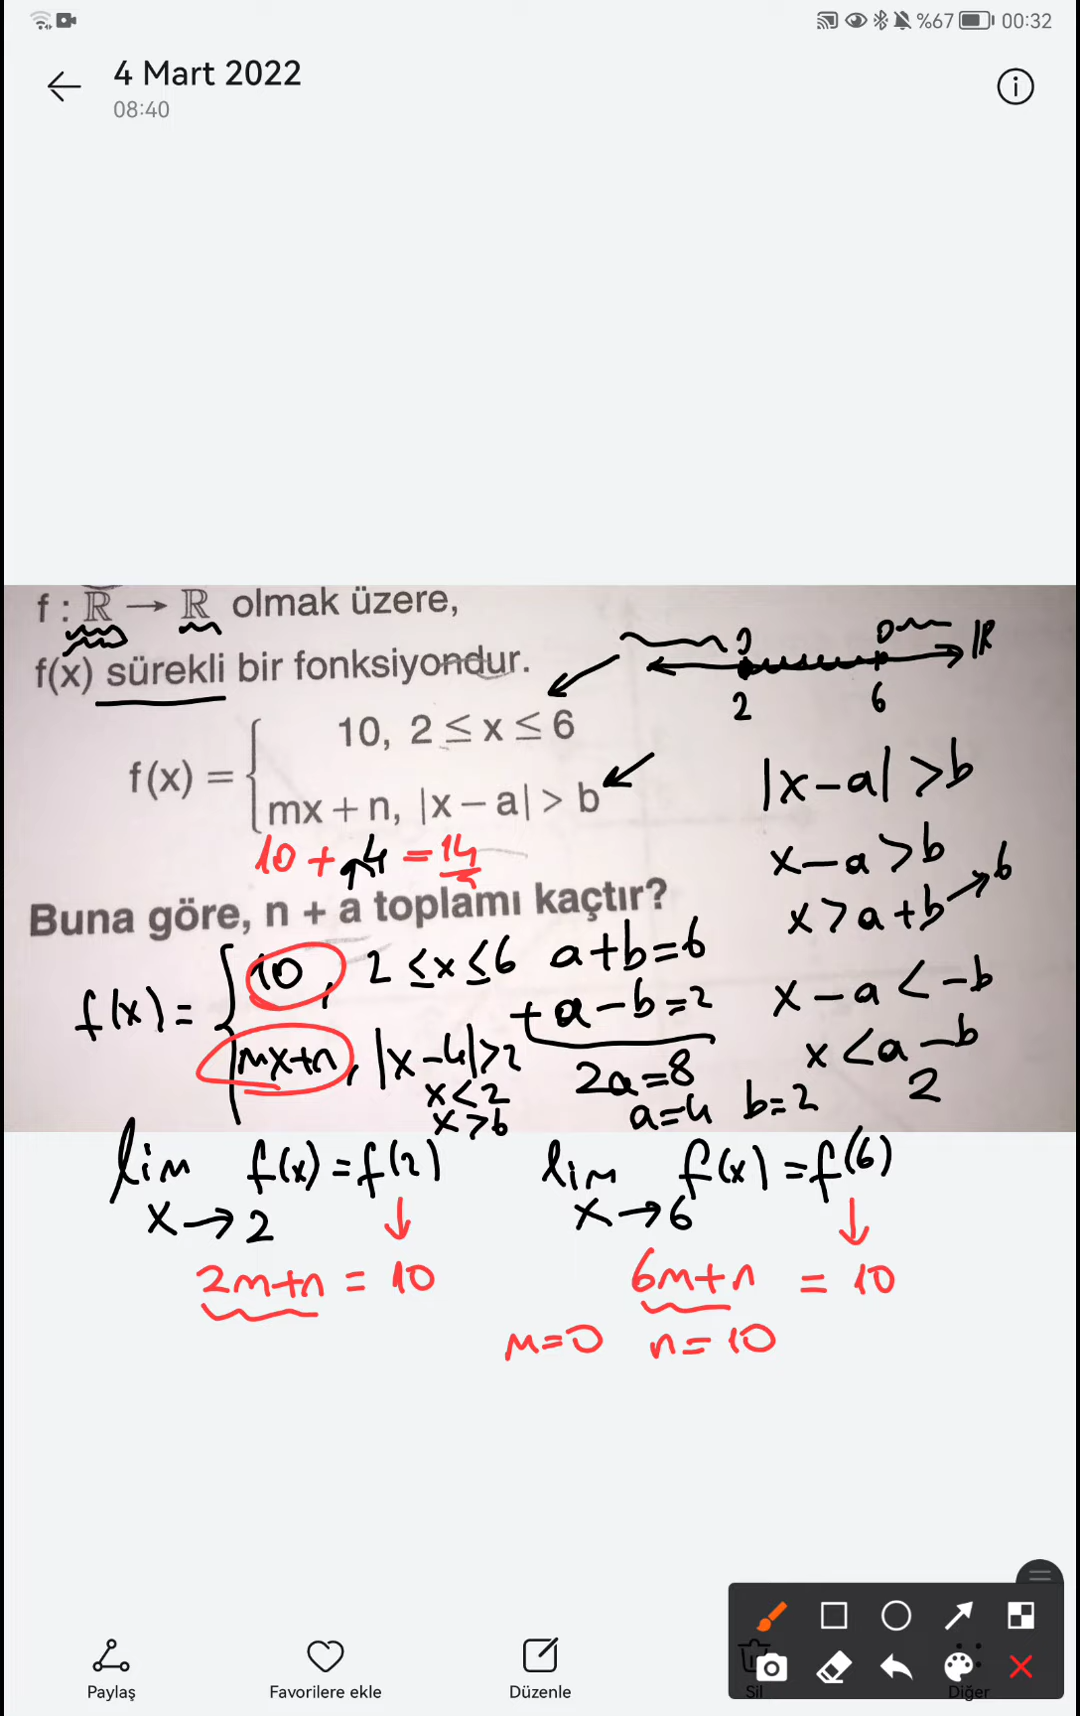 %67 00:32
4 Mart 2022
08:40
f : ℝ → ℝ olmak üzere,
f(x) sürekli bir fonksiyondur.
f(x) = { 10, 2 ≤ x ≤ 6
mx + n, |x – a| > b
10 + 4 = 14
Buna göre, n + a toplamı kaçtır?
2 6 ℝ
|x-a| > b
x-a > b
x > a+b → 6
x-a < -b
x < a-b
2
f(x) = { 10, 2 ≤ x ≤ 6
mx+n, |x-4| > 2
x < 2
x > 6
a+b=6
+ a-b=2
2a=8
a=4 b=2
lim f(x) = f(2)
x→2
2m+n = 10
lim f(x) = f(6)
x→6
6m+n = 10
m=0 n=10
Paylaş
Favorilere ekle
Düzenle
Sil
Diğer